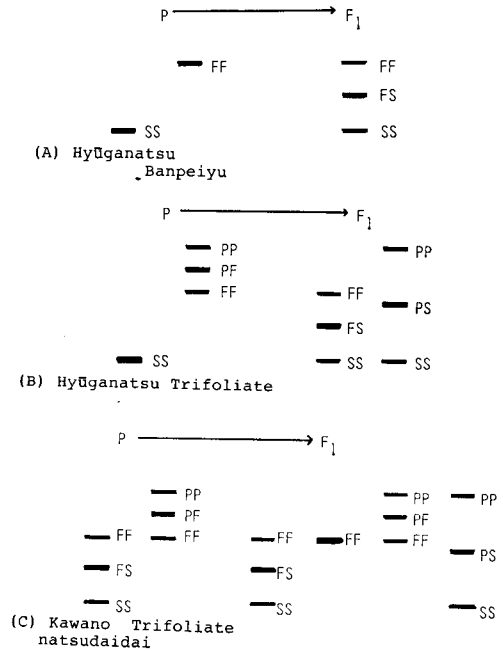 P F1
FF FF
FS
SS SS
(A) Hyūganatsu
Banpeiyu
P F1
PP PP
PF
FF FF PS
FS
SS SS SS
(B) Hyūganatsu Trifoliate
P F1
PP PP PP
PF PF
FF FF FF FF FF
FS FS PS
SS SS SS
(C) Kawano Trifoliate
natsudaidai